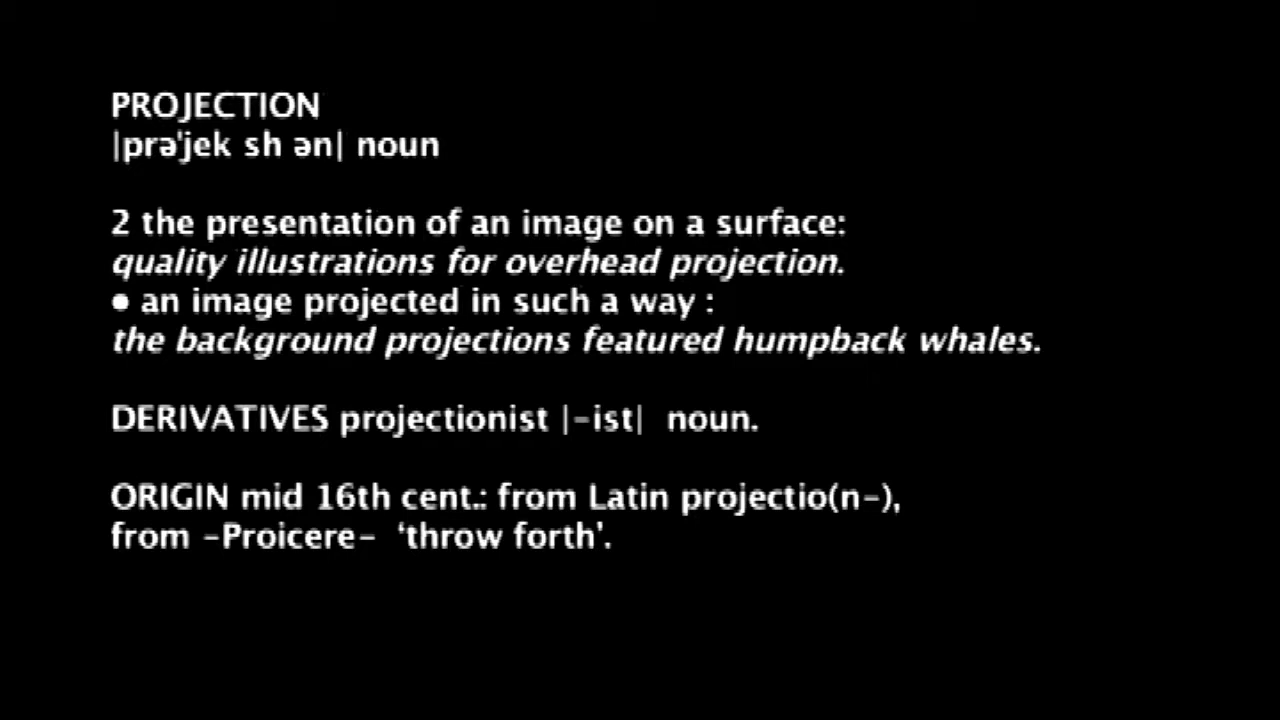 PROJECTION
|prə'jek sh ən| noun
2 the presentation of an image on a surface:
quality illustrations for overhead projection.
● an image projected in such a way :
the background projections featured humpback whales.
DERIVATIVES projectionist |-ist| noun.
ORIGIN mid 16th cent.: from Latin projectio(n-),
from -Proicere- ‘throw forth’.